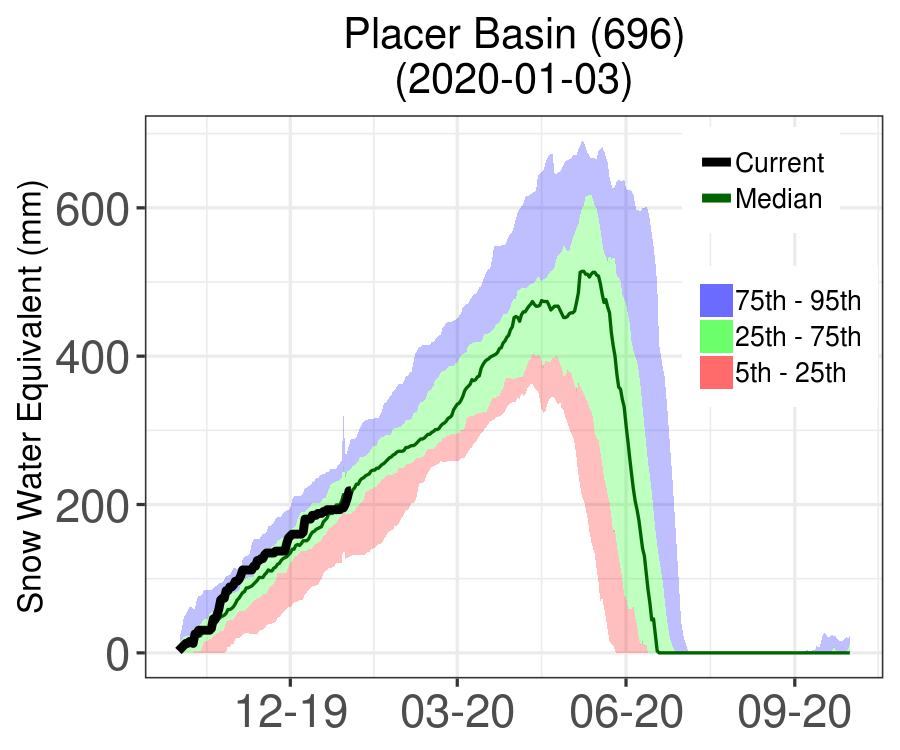 Placer Basin (696)
(2020-01-03)
Snow Water Equivalent (mm)
600
400
200
0
12-19
03-20
06-20
09-20
Current
Median
75th - 95th
25th - 75th
5th - 25th